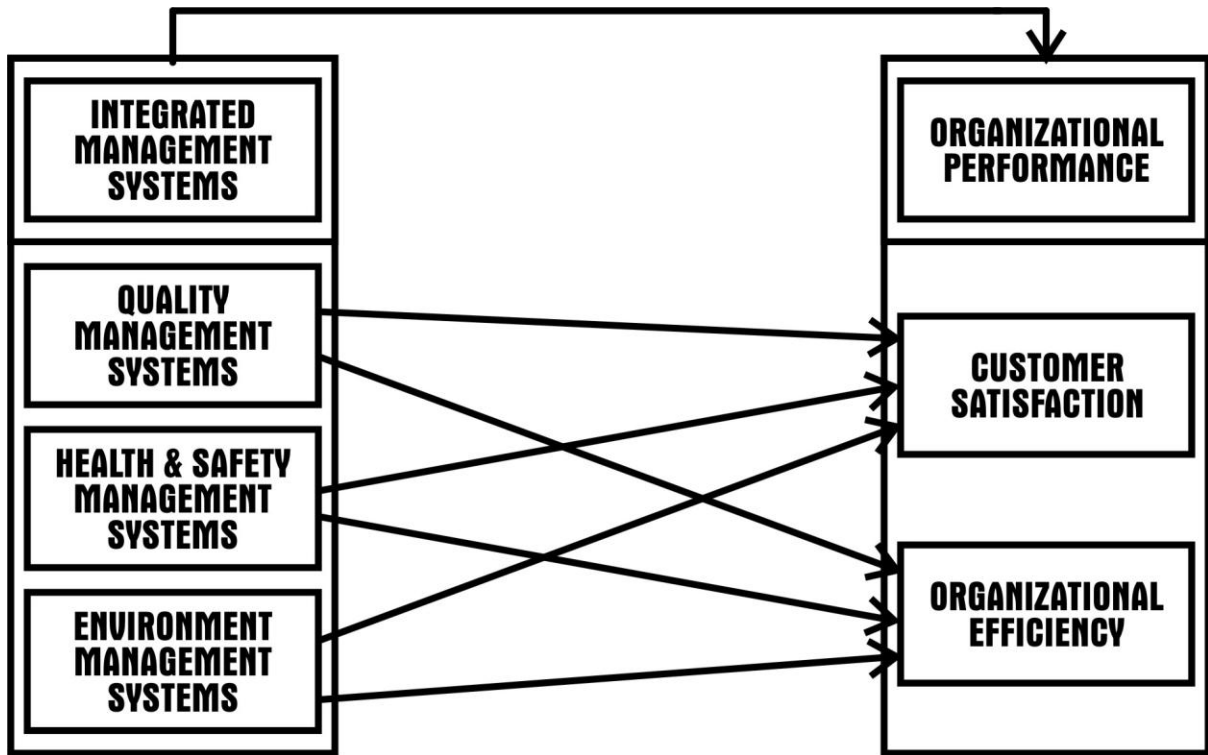 INTEGRATED
MANAGEMENT
SYSTEMS
QUALITY
MANAGEMENT
SYSTEMS
HEALTH & SAFETY
MANAGEMENT
SYSTEMS
ENVIRONMENT
MANAGEMENT
SYSTEMS
ORGANIZATIONAL
PERFORMANCE
CUSTOMER
SATISFACTION
ORGANIZATIONAL
EFFICIENCY